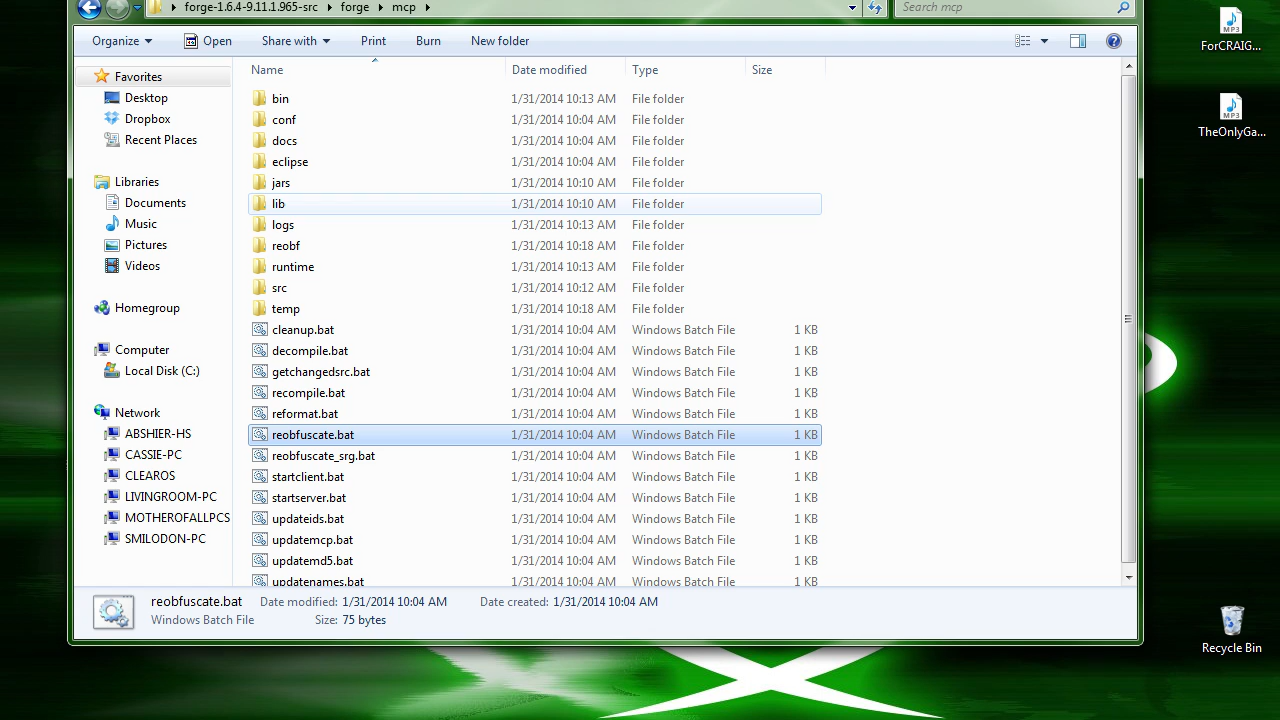 forge-1.6.4-9.11.1.965-src forge mcp Search mcp
Organize Open Share with Print Burn New folder
Name Date modified Type Size
Favorites
Desktop
Dropbox
Recent Places
Libraries
Documents
Music
Pictures
Videos
Homegroup
Computer
Local Disk (C:)
Network
ABSHIER-HS
CASSIE-PC
CLEAROS
LIVINGROOM-PC
MOTHEROFALLPCS
SMILODON-PC
bin 1/31/2014 10:13 AM File folder
conf 1/31/2014 10:04 AM File folder
docs 1/31/2014 10:04 AM File folder
eclipse 1/31/2014 10:04 AM File folder
jars 1/31/2014 10:10 AM File folder
lib 1/31/2014 10:10 AM File folder
logs 1/31/2014 10:13 AM File folder
reobf 1/31/2014 10:18 AM File folder
runtime 1/31/2014 10:13 AM File folder
src 1/31/2014 10:12 AM File folder
temp 1/31/2014 10:18 AM File folder
cleanup.bat 1/31/2014 10:04 AM Windows Batch File 1 KB
decompile.bat 1/31/2014 10:04 AM Windows Batch File 1 KB
getchangedsrc.bat 1/31/2014 10:04 AM Windows Batch File 1 KB
recompile.bat 1/31/2014 10:04 AM Windows Batch File 1 KB
reformat.bat 1/31/2014 10:04 AM Windows Batch File 1 KB
reobfuscate.bat 1/31/2014 10:04 AM Windows Batch File 1 KB
reobfuscate_srg.bat 1/31/2014 10:04 AM Windows Batch File 1 KB
startclient.bat 1/31/2014 10:04 AM Windows Batch File 1 KB
startserver.bat 1/31/2014 10:04 AM Windows Batch File 1 KB
updateids.bat 1/31/2014 10:04 AM Windows Batch File 1 KB
updatemcp.bat 1/31/2014 10:04 AM Windows Batch File 1 KB
updatemd5.bat 1/31/2014 10:04 AM Windows Batch File 1 KB
updatenames.bat 1/31/2014 10:04 AM Windows Batch File 1 KB
reobfuscate.bat Date modified: 1/31/2014 10:04 AM Date created: 1/31/2014 10:04 AM
Windows Batch File Size: 75 bytes
MP3
ForCRAIG...
MP3
TheOnlyGa...
Recycle Bin